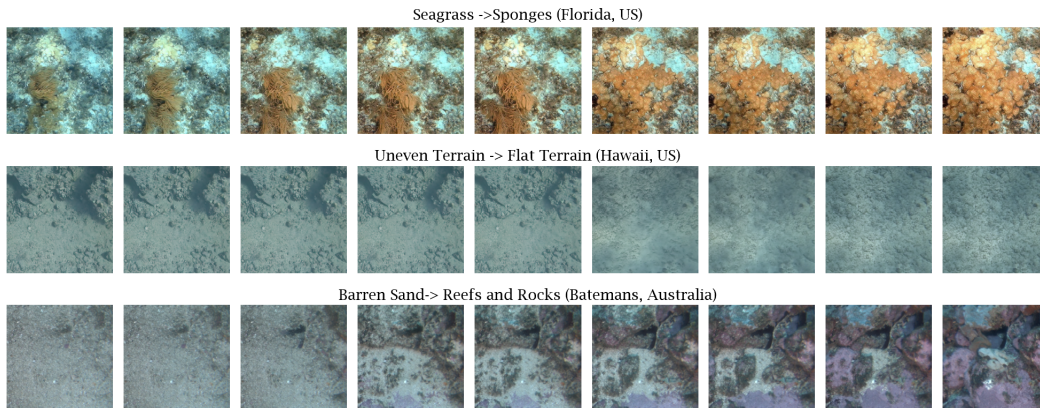 Seagrass ->Sponges (Florida, US)
Uneven Terrain -> Flat Terrain (Hawaii, US)
Barren Sand-> Reefs and Rocks (Batemans, Australia)